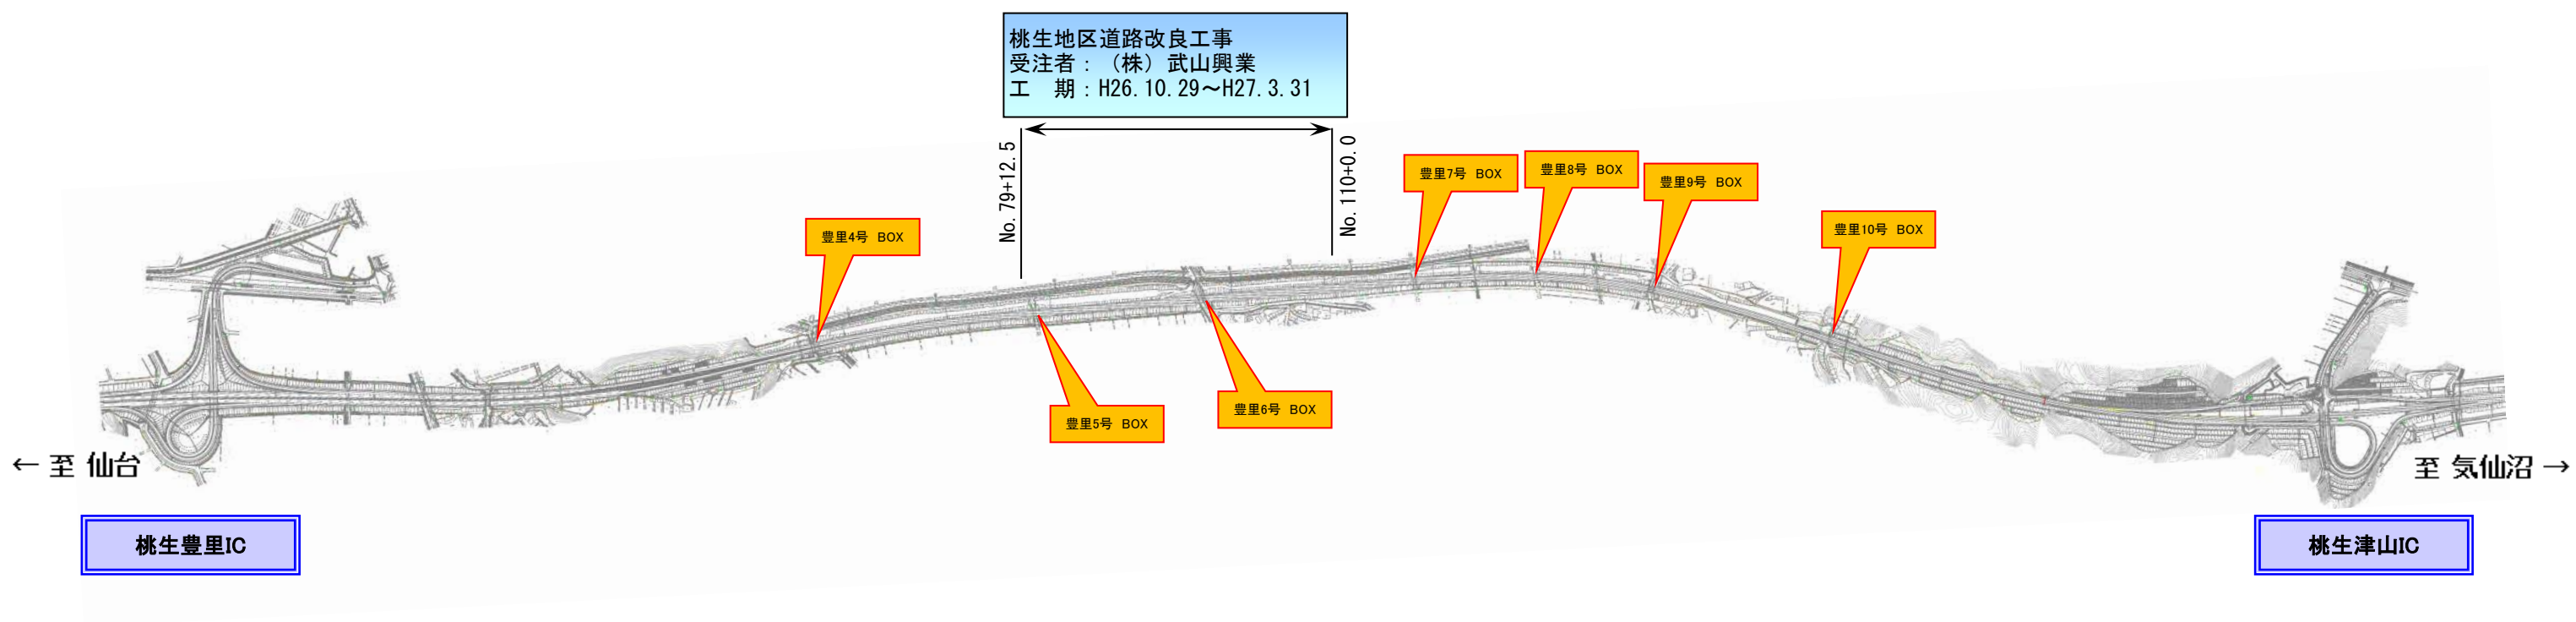 桃生地区道路改良工事
受注者：（株）武山興業
工　期：H26.10.29～H27.3.31
No.79+12.5
No.110+0.0
豊里4号 BOX
豊里5号 BOX
豊里6号 BOX
豊里7号 BOX
豊里8号 BOX
豊里9号 BOX
豊里10号 BOX
← 至 仙台
至 気仙沼 →
桃生豊里IC
桃生津山IC